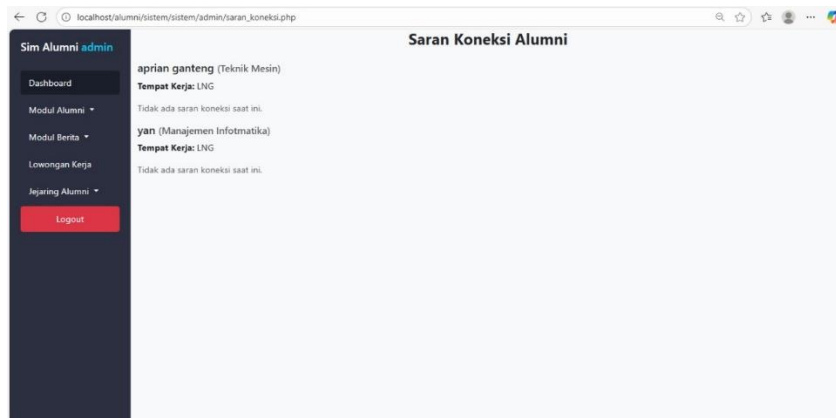 localhost/alumni/sistem/sistem/admin/saran_koneksi.php
Sim Alumni admin
Dashboard
Modul Alumni
Modul Berita
Lowongan Kerja
Jejaring Alumni
Logout
Saran Koneksi Alumni
aprian ganteng (Teknik Mesin)
Tempat Kerja: LNG
Tidak ada saran koneksi saat ini.
yan (Manajemen Infotmatika)
Tempat Kerja: LNG
Tidak ada saran koneksi saat ini.